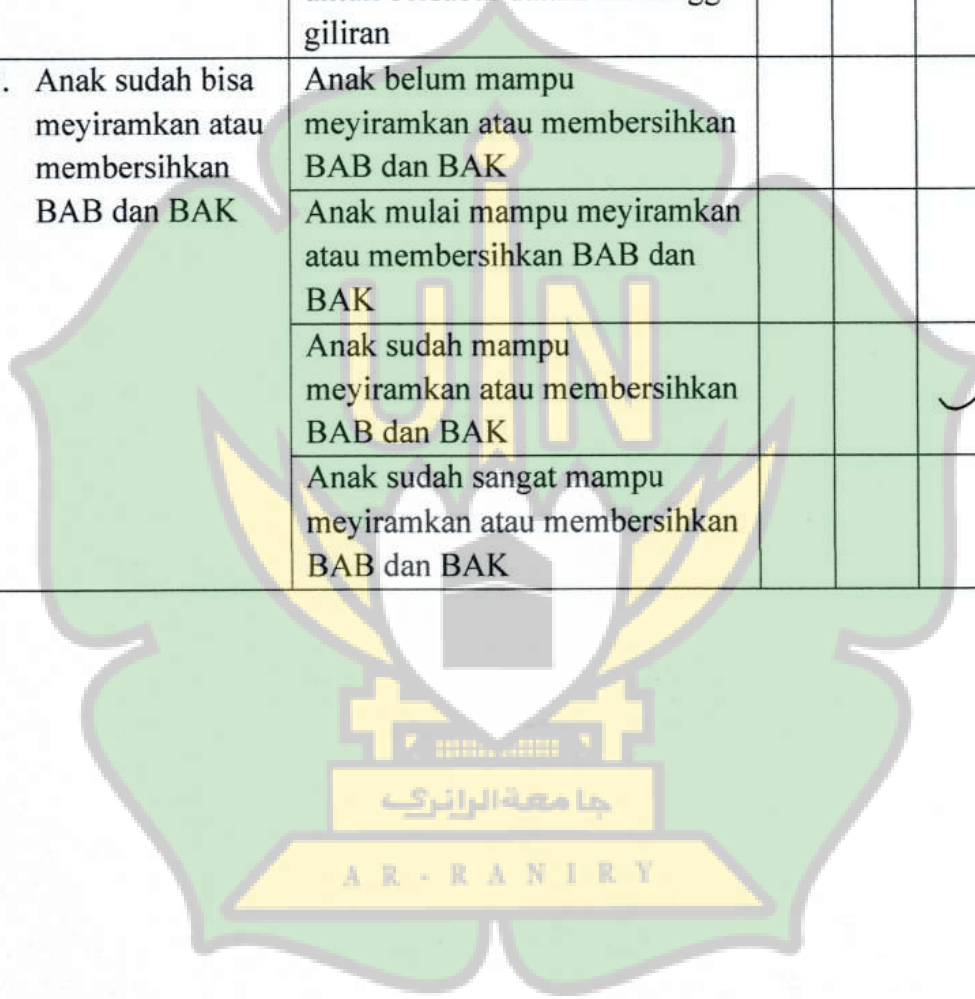 giliran
. Anak sudah bisa
meyiramkan atau
membersihkan
BAB dan BAK
Anak belum mampu
meyiramkan atau membersihkan
BAB dan BAK
Anak mulai mampu meyiramkan
atau membersihkan BAB dan
BAK
Anak sudah mampu
meyiramkan atau membersihkan
BAB dan BAK
Anak sudah sangat mampu
meyiramkan atau membersihkan
BAB dan BAK
UIN
جامعة الرانري
AR-RANIRY